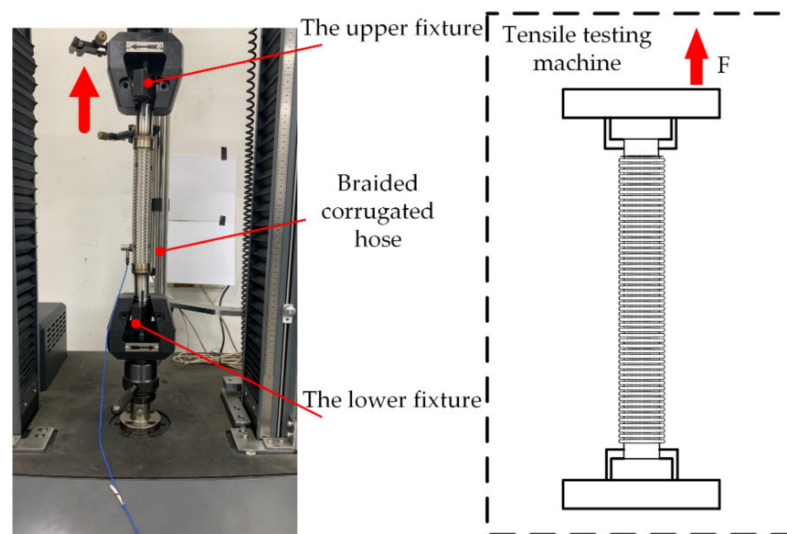 The upper fixture
Braided
corrugated
hose
The lower fixture
Tensile testing
machine
F